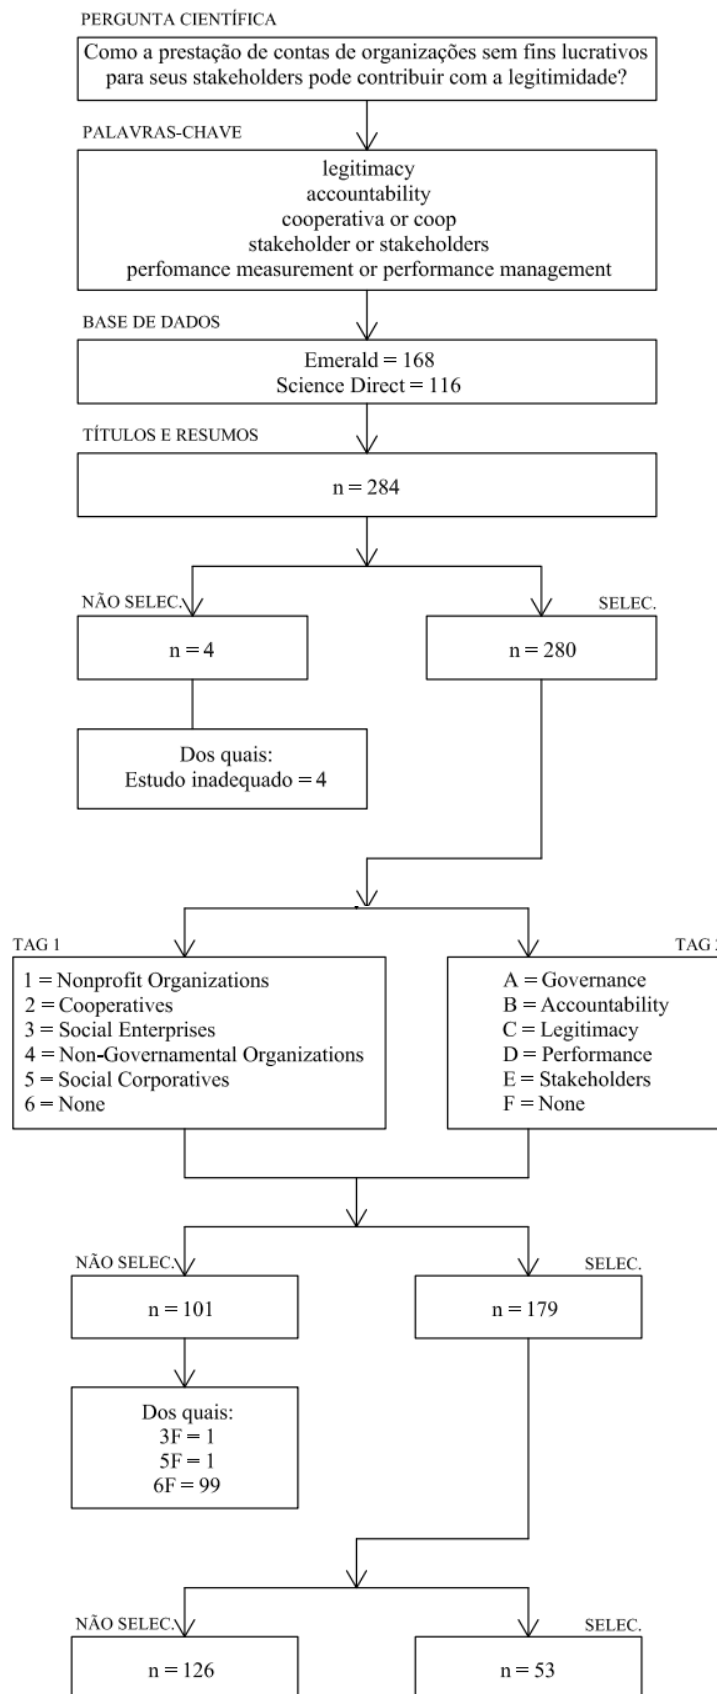 PERGUNTA CIENTÍFICA
Como a prestação de contas de organizações sem fins lucrativos
para seus stakeholders pode contribuir com a legitimidade?
PALAVRAS-CHAVE
legitimacy
accountability
cooperativa or coop
stakeholder or stakeholders
perfomance measurement or performance management
BASE DE DADOS
Emerald = 168
Science Direct = 116
TÍTULOS E RESUMOS
n = 284
NÃO SELEC.
SELEC.
n = 4
n = 280
Dos quais:
Estudo inadequado = 4
TAG 1
1 = Nonprofit Organizations
2 = Cooperatives
3 = Social Enterprises
4 = Non-Governamental Organizations
5 = Social Corporatives
6 = None
TAG 2
A = Governance
B = Accountability
C = Legitimacy
D = Performance
E = Stakeholders
F = None
NÃO SELEC.
SELEC.
n = 101
n = 179
Dos quais:
3F = 1
5F = 1
6F = 99
NÃO SELEC.
SELEC.
n = 126
n = 53